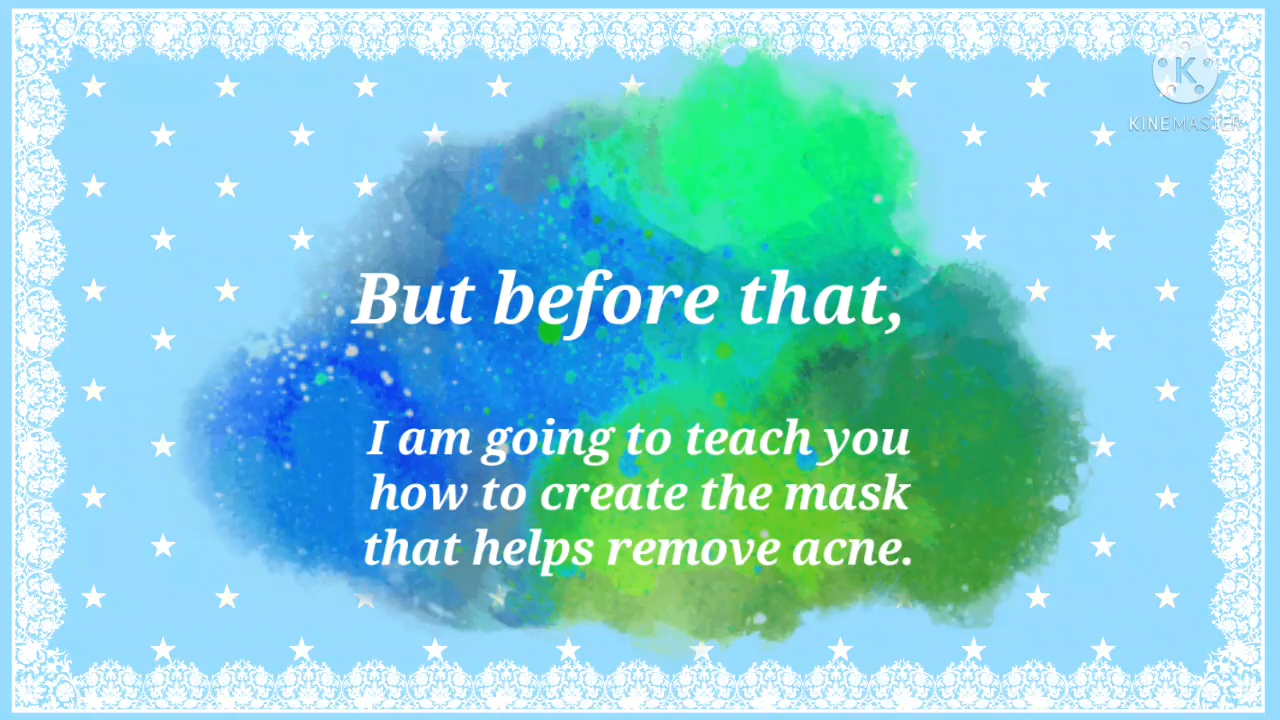 KINEMASTER
But before that,
I am going to teach you
how to create the mask
that helps remove acne.